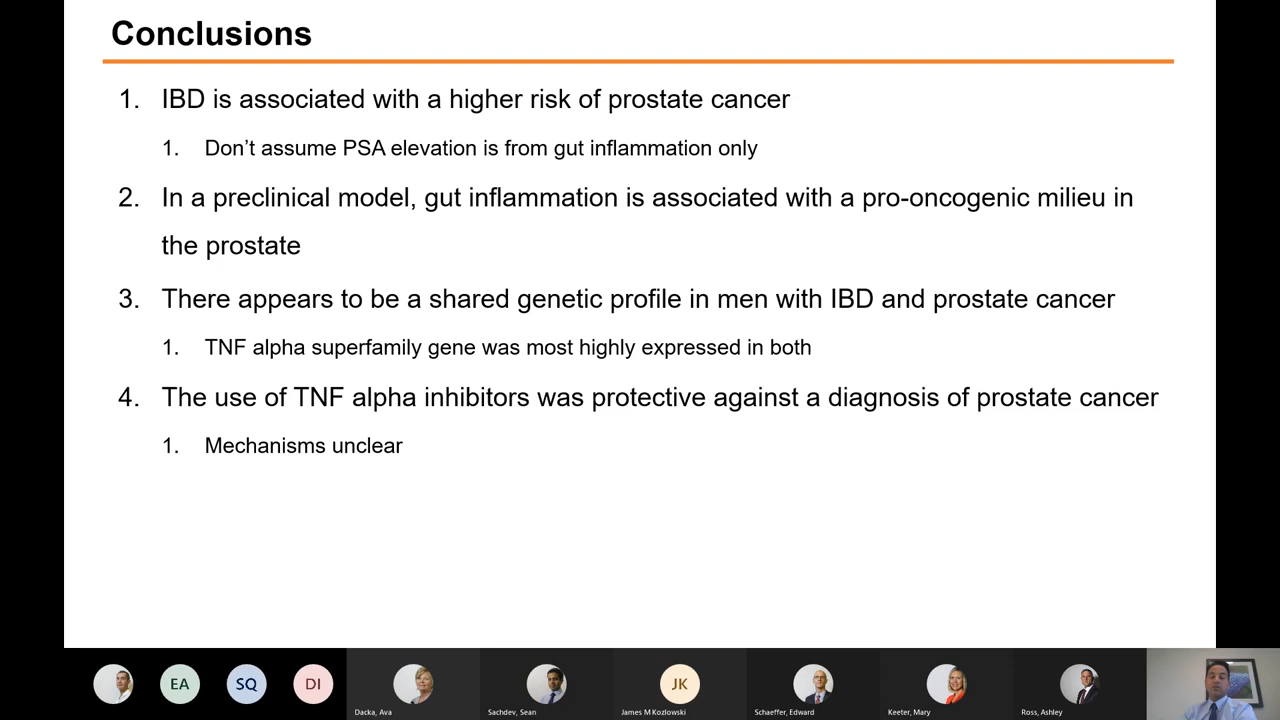 Conclusions
1. IBD is associated with a higher risk of prostate cancer
1. Don’t assume PSA elevation is from gut inflammation only
2. In a preclinical model, gut inflammation is associated with a pro-oncogenic milieu in
the prostate
3. There appears to be a shared genetic profile in men with IBD and prostate cancer
1. TNF alpha superfamily gene was most highly expressed in both
4. The use of TNF alpha inhibitors was protective against a diagnosis of prostate cancer
1. Mechanisms unclear
EA
SQ
DI
JK
Dacka, Ava
Sachdev, Sean
James M Kozlowski
Schaeffer, Edward
Keeter, Mary
Ross, Ashley